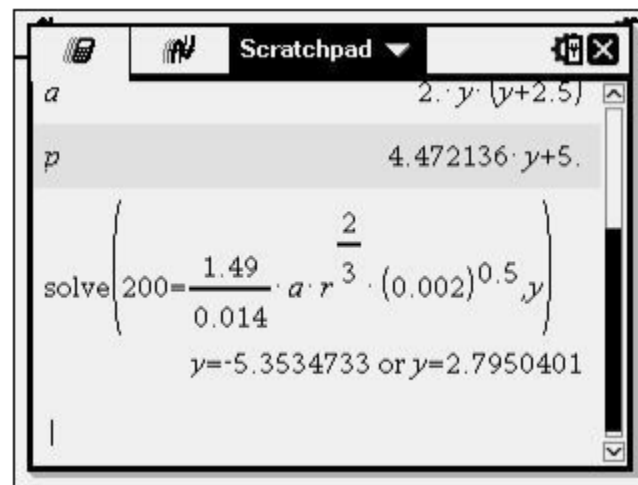 Scratchpad
a 2.·y·(y+2.5)
p 4.472136·y+5.
solve(200=1.49/0.014·a·r^(2/3)·(0.002)^0.5,y)
y=-5.3534733 or y=2.7950401